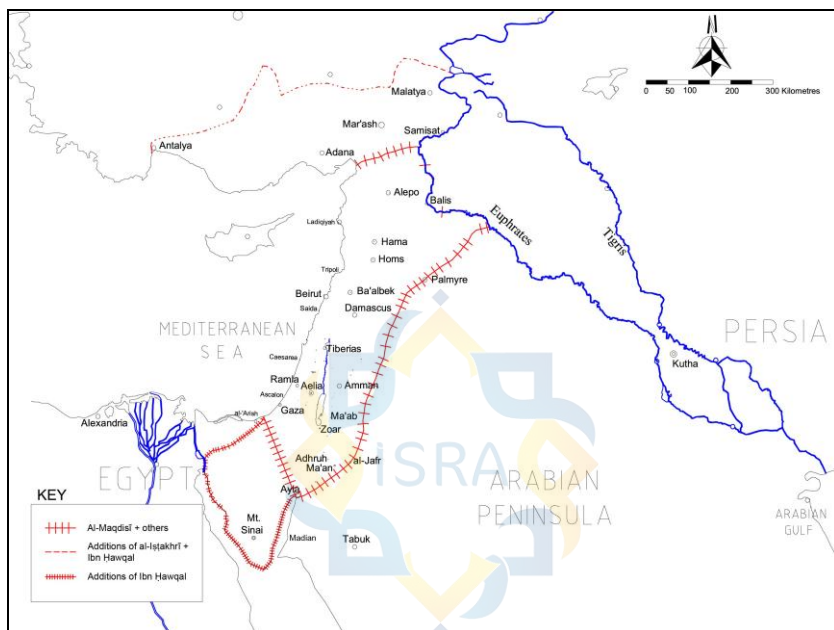 0 50 100 200 300 Kilometres
Malatya
Mar'ash
Samisat
Antalya
Adana
Alepo
Balis
Ladiqiyah
Euphrates
Tigris
Hama
Homs
Tripoli
Palmyre
Ba'albek
Beirut
Saida
Damascus
MEDITERRANEAN
SEA
PERSIA
Tiberias
Caesarea
Kutha
Ramla
Aelia
Amman
Ascalon
Gaza
Ma'ab
al-'Arish
Alexandria
Zoar
EGYPT
Adhruh
Ma'an
al-Jafr
ISRA
ARABIAN
PENINSULA
Ayla
KEY
Al-Maqdisī + others
Additions of al-Iṣṭakhrī +
Ibn Ḥawqal
Additions of Ibn Ḥawqal
Mt.
Sinai
Madian
Tabuk
ARABIAN
GULF